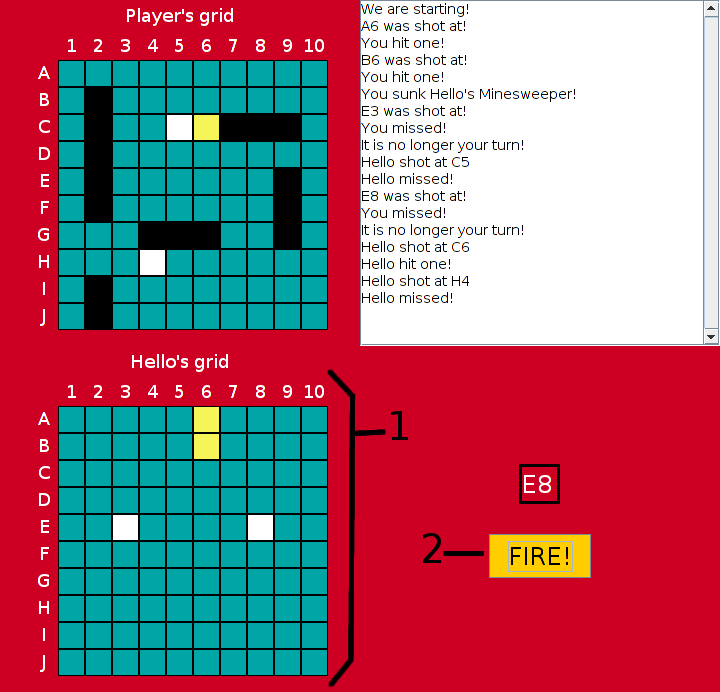 Player's grid
1 2 3 4 5 6 7 8 9 10
A
B
C
D
E
F
G
H
I
J
We are starting!
A6 was shot at!
You hit one!
B6 was shot at!
You hit one!
You sunk Hello's Minesweeper!
E3 was shot at!
You missed!
It is no longer your turn!
Hello shot at C5
Hello missed!
E8 was shot at!
You missed!
It is no longer your turn!
Hello shot at C6
Hello hit one!
Hello shot at H4
Hello missed!
Hello's grid
1 2 3 4 5 6 7 8 9 10
A
B
C
D
E
F
G
H
I
J
1
E8
2
FIRE!